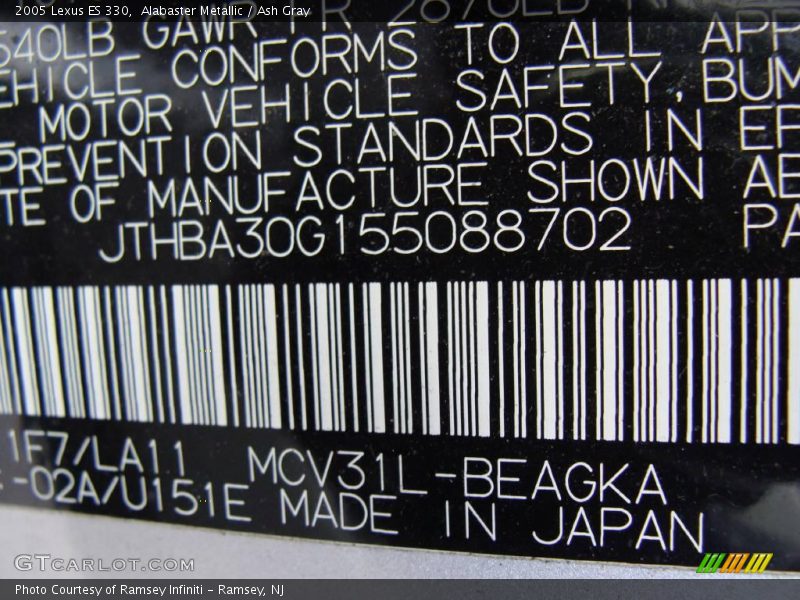 2005 Lexus ES 330, Alabaster Metallic / Ash Gray
540LB GAWR RR 2870LB
EHICLE CONFORMS TO ALL APP
MOTOR VEHICLE SAFETY, BUM
PREVENTION STANDARDS IN EF
TE OF MANUFACTURE SHOWN AB
JTHBA30G155088702 PA
1F7/LA11 MCV31L-BEAGKA
-02A/U151E MADE IN JAPAN
GTCARLOT.COM
Photo Courtesy of Ramsey Infiniti - Ramsey, NJ